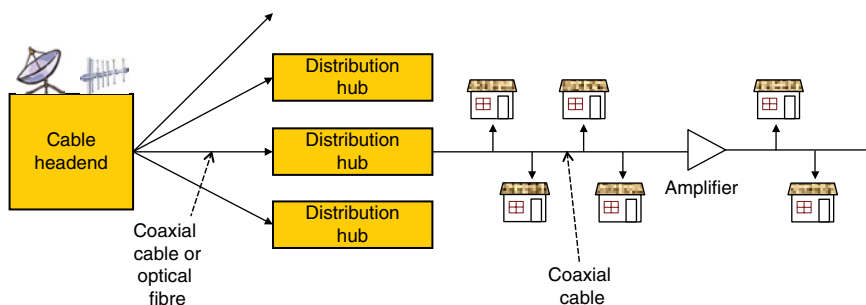 Cable
headend
Distribution
hub
Distribution
hub
Distribution
hub
Coaxial
cable or
optical
fibre
Coaxial
cable
Amplifier